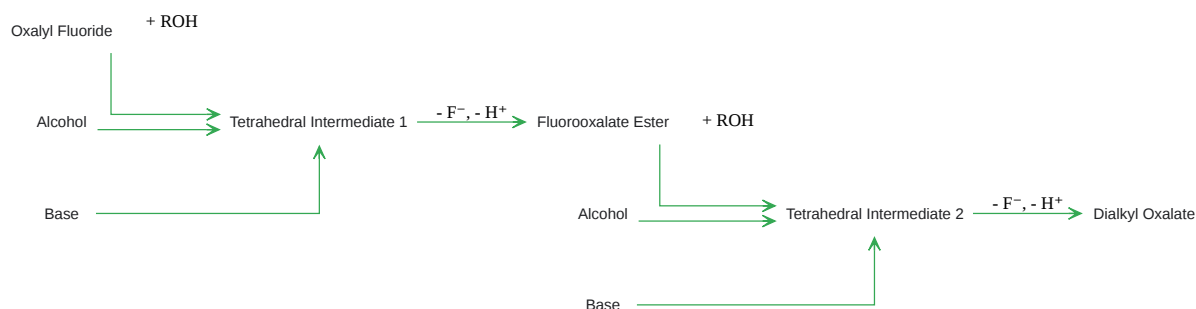 Oxalyl Fluoride
+ ROH
Alcohol
Tetrahedral Intermediate 1
- F⁻, - H⁺
Fluorooxalate Ester
+ ROH
Base
Alcohol
Tetrahedral Intermediate 2
- F⁻, - H⁺
Dialkyl Oxalate
Base